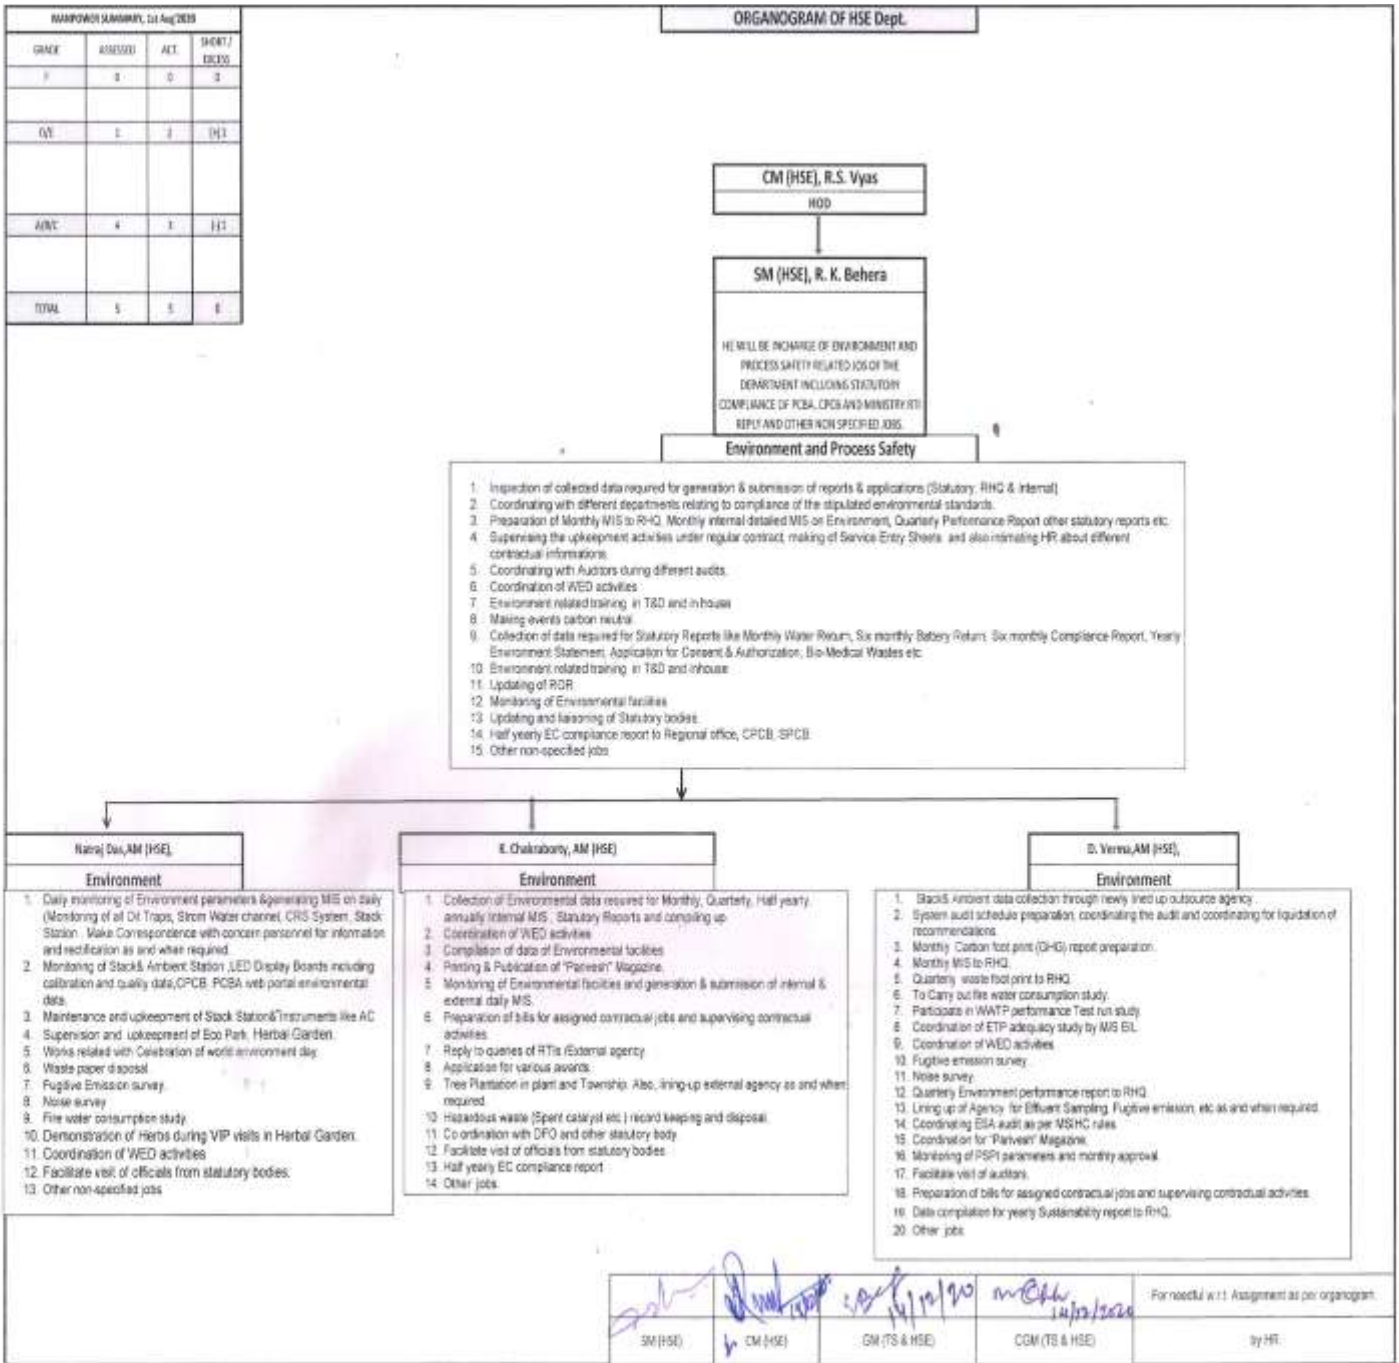 MANPOWER SUMMARY, 1st Aug'2020
GRADE ASSESSED ACT. SHORT / EXCESS
F 0 0 0
O/E 1 2 (+)1
A/B/C 4 3 (-)1
TOTAL 5 5 0
ORGANOGRAM OF HSE Dept.
CM (HSE), R.S. Vyas
HOD
SM (HSE), R. K. Behera
HE WILL BE INCHARGE OF ENVIRONMENT AND
PROCESS SAFETY RELATED JOS OF THE
DEPARTMENT INCLUDING STATUTORY
COMPLIANCE OF PCBA, CPCB AND MINISTRY RTI
REPLY AND OTHER NON SPECIFIED JOBS.
Environment and Process Safety
1. Inspection of collected data required for generation & submission of reports & applications (Statutory, RHQ & Internal)
2. Coordinating with different departments relating to compliance of the stipulated environmental standards.
3. Preparation of Monthly MIS to RHQ, Monthly internal detailed MIS on Environment, Quarterly Performance Report other statutory reports etc.
4. Supervising the upkeepment activities under regular contract, making of Service Entry Sheets and also intimating HR about different
contractual informations.
5. Coordinating with Auditors during different audits.
6. Coordination of WED activities
7. Environment related training in T&D and in house
8. Making events carbon neutral
9. Collection of data required for Statutory Reports like Monthly Water Return, Six monthly Battery Return, Six monthly Compliance Report, Yearly
Environment Statement, Application for Consent & Authorization, Bio-Medical Wastes etc
10. Environment related training in T&D and inhouse
11. Updating of ROR
12. Monitoring of Environmental facilities
13. Updating and liasoning of Statutory bodies.
14. Half yearly EC compliance report to Regional office, CPCB, SPCB
15. Other non-specified jobs
Natraj Das,AM (HSE),
Environment
1. Daily monitoring of Environment parameters &generating MIS on daily
(Monitoring of all Oil Traps, Strom Water channel, CRS System, Stack
Station . Make Correspondence with concern personnel for information
and rectification as and when required.
2. Monitoring of Stack& Ambient Station ,LED Display Boards including
calibration and quality data,CPCB, PCBA web portal environmental
data.
3. Maintenance and upkeepment of Stack Station&Instruments like AC
4. Supervision and upkeepment of Eco Park, Herbal Garden.
5. Works related with Celebration of world environment day.
6. Waste paper disposal
7. Fugitive Emission survey.
8. Noise survey
9. Fire water consumption study.
10. Demonstration of Herbs during VIP visits in Herbal Garden.
11. Coordination of WED activities
12. Facilitate visit of officials from statutory bodies.
13. Other non-specified jobs
K. Chakraborty, AM (HSE)
Environment
1. Collection of Environmental data required for Monthly, Quarterly, Half yearly,
annually Internal MIS , Statutory Reports and compiling up
2. Coordination of WED activities
3. Compilation of data of Environmental facilities
4. Printing & Publication of "Parivesh" Magazine.
5. Monitoring of Environmental facilities and generation & submission of internal &
external daily MIS.
6. Preparation of bills for assigned contractual jobs and supervising contractual
activities.
7. Reply to queries of RTIs /External agency
8. Application for various awards.
9. Tree Plantation in plant and Township. Also, lining-up external agency as and when
required.
10. Hazardous waste (Spent catalyst etc.) record keeping and disposal.
11. Co ordination with DFO and other statutory body
12. Facilitate visit of officials from statutory bodies.
13. Half yearly EC compliance report
14. Other jobs.
D. Verma,AM (HSE),
Environment
1. Stack& Ambient data collection through newly lined up outsource agency.
2. System audit schedule preparation, coordinating the audit and coordinating for liquidation of
recommendations.
3. Monthly Carbon foot print (GHG) report preparation.
4. Monthly MIS to RHQ.
5. Quarterly waste foot print to RHQ.
6. To Carry out fire water consumption study.
7. Participate in WWTP performance Test run study.
8. Coordination of ETP adequacy study by M/S EIL
9. Coordination of WED activities
10. Fugitive emission survey
11. Noise survey.
12. Quarterly Environment performance report to RHQ
13. Lining up of Agency for Effluent Sampling, Fugitive emission, etc as and when required.
14. Coordinating ESA audit as per MSIHC rules
15. Coordination for "Parivesh" Magazine.
16. Monitoring of PSPI parameters and monthly approval
17. Facilitate visit of auditors.
18. Preparation of bills for assigned contractual jobs and supervising contractual activities.
19. Data compilation for yearly Sustainability report to RHQ.
20. Other jobs
14/12/20
14/12/2020
For needful w.r.t. Assignment as per organogram.
SM (HSE) CM (HSE) GM (TS & HSE) CGM (TS & HSE) by HR.